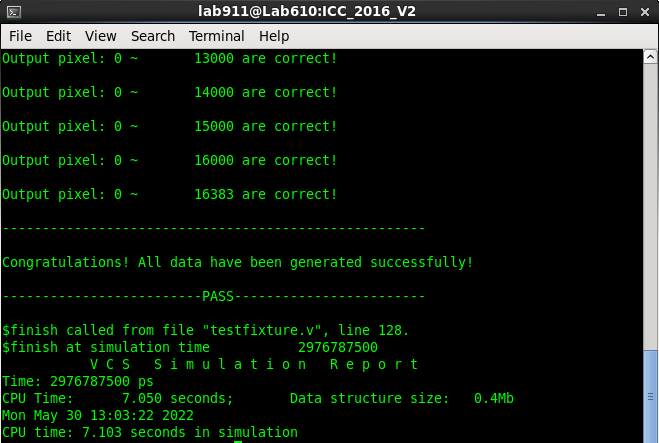 lab911@Lab610:ICC_2016_V2
File Edit View Search Terminal Help
Output pixel: 0 ~       13000 are correct!
Output pixel: 0 ~       14000 are correct!
Output pixel: 0 ~       15000 are correct!
Output pixel: 0 ~       16000 are correct!
Output pixel: 0 ~       16383 are correct!
-----------------------------------------------------
Congratulations! All data have been generated successfully!
-------------------------PASS------------------------
$finish called from file "testfixture.v", line 128.
$finish at simulation time           2976787500
           V C S   S i m u l a t i o n   R e p o r t
Time: 2976787500 ps
CPU Time:      7.050 seconds;       Data structure size:   0.4Mb
Mon May 30 13:03:22 2022
CPU time: 7.103 seconds in simulation